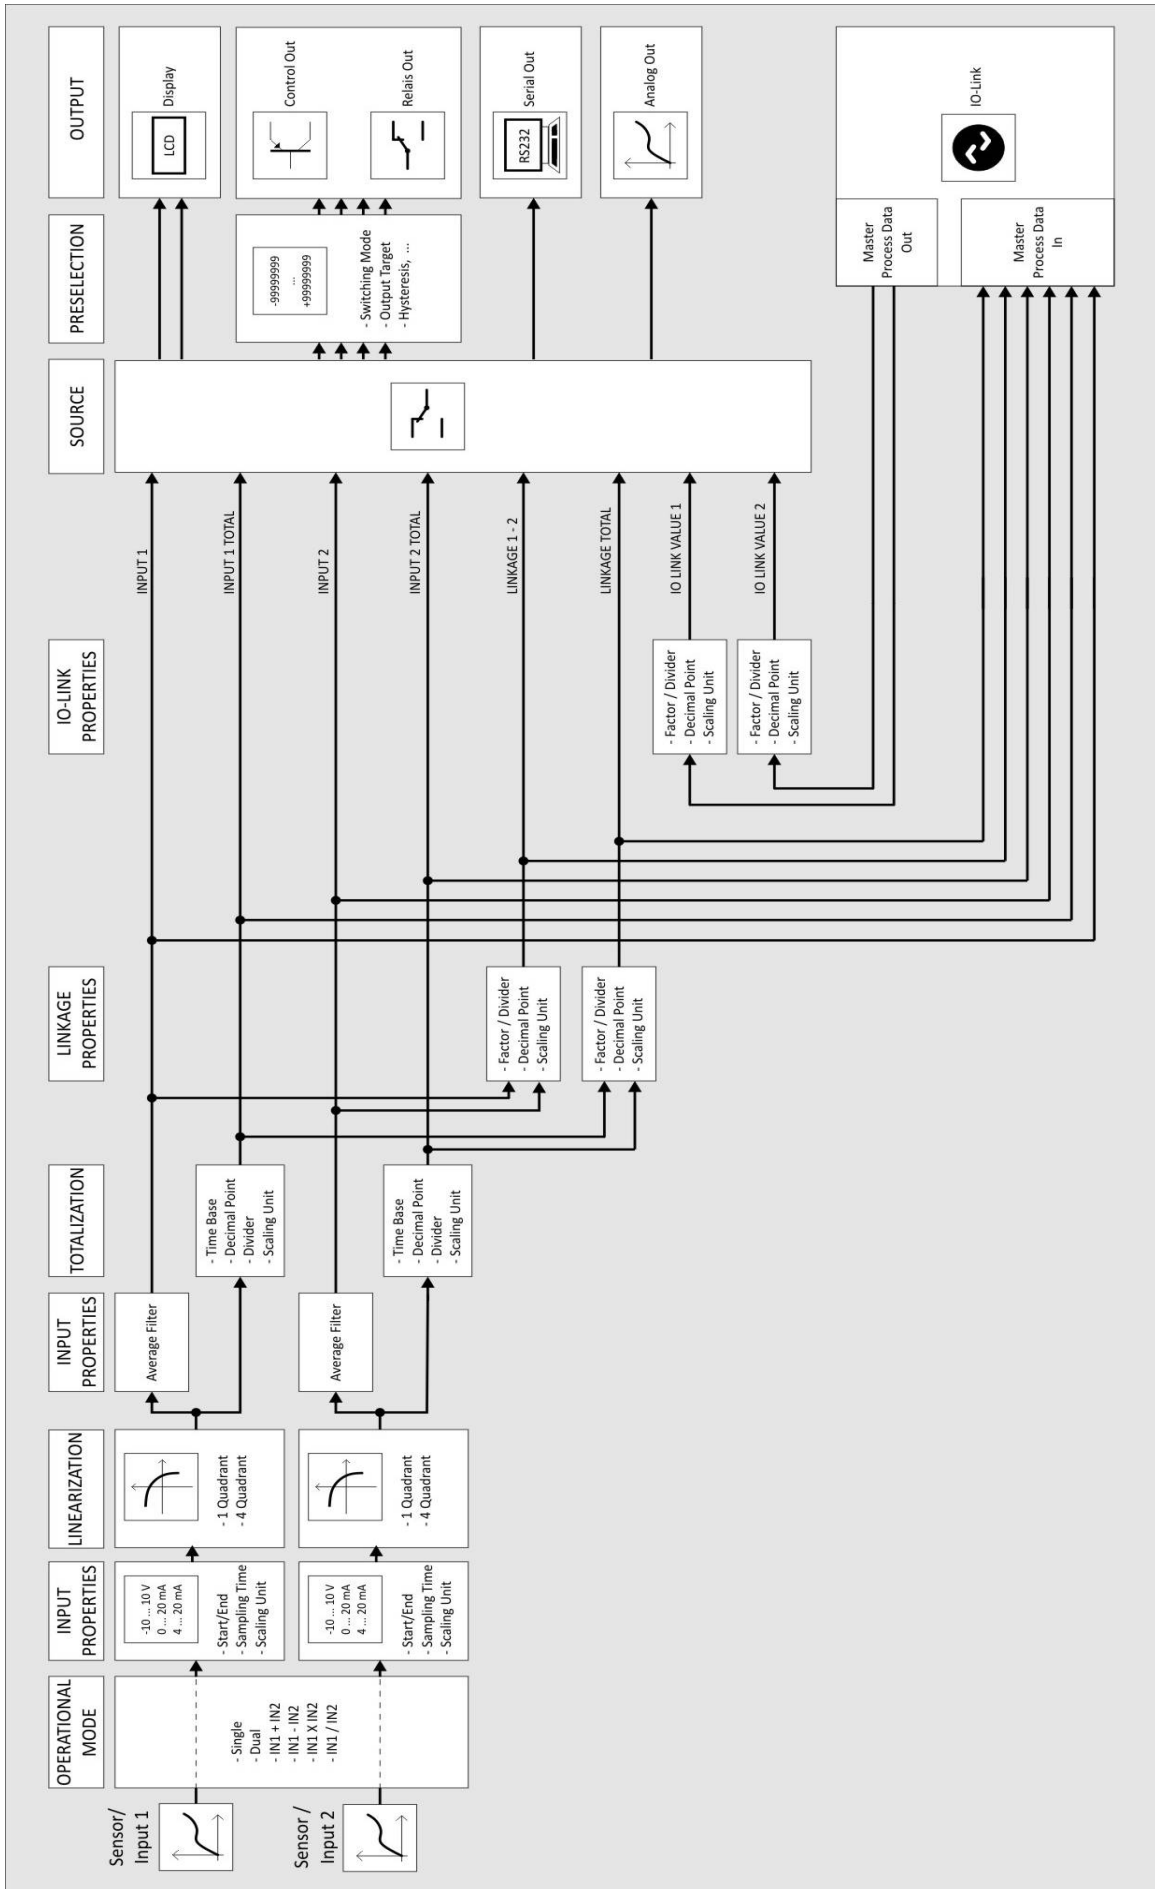 OPERATIONAL
MODE
INPUT
PROPERTIES
LINEARIZATION
INPUT
PROPERTIES
TOTALIZATION
LINKAGE
PROPERTIES
IO-LINK
PROPERTIES
SOURCE
PRESELECTION
OUTPUT
Sensor/
Input 1
Sensor /
Input 2
- Single
- Dual
- IN1 + IN2
- IN1 - IN2
- IN1 X IN2
- IN1 / IN2
-10 ... 10 V
0 ... 20 mA
4 ... 20 mA
- Start/End
- Sampling Time
- Scaling Unit
-10 ... 10 V
0 ... 20 mA
4 ... 20 mA
- Start/End
- Sampling Time
- Scaling Unit
- 1 Quadrant
- 4 Quadrant
- 1 Quadrant
- 4 Quadrant
Average Filter
Average Filter
- Time Base
- Decimal Point
- Divider
- Scaling Unit
- Time Base
- Decimal Point
- Divider
- Scaling Unit
- Factor / Divider
- Decimal Point
- Scaling Unit
- Factor / Divider
- Decimal Point
- Scaling Unit
- Factor / Divider
- Decimal Point
- Scaling Unit
- Factor / Divider
- Decimal Point
- Scaling Unit
INPUT 1
INPUT 1 TOTAL
INPUT 2
INPUT 2 TOTAL
LINKAGE 1 - 2
LINKAGE TOTAL
IO LINK VALUE 1
IO LINK VALUE 2
-99999999
...
+99999999
- Switching Mode
- Output Target
- Hysteresis, ...
Display
LCD
Control Out
Relais Out
Serial Out
RS232
Analog Out
Master
Process Data
Out
Master
Process Data
In
IO-Link